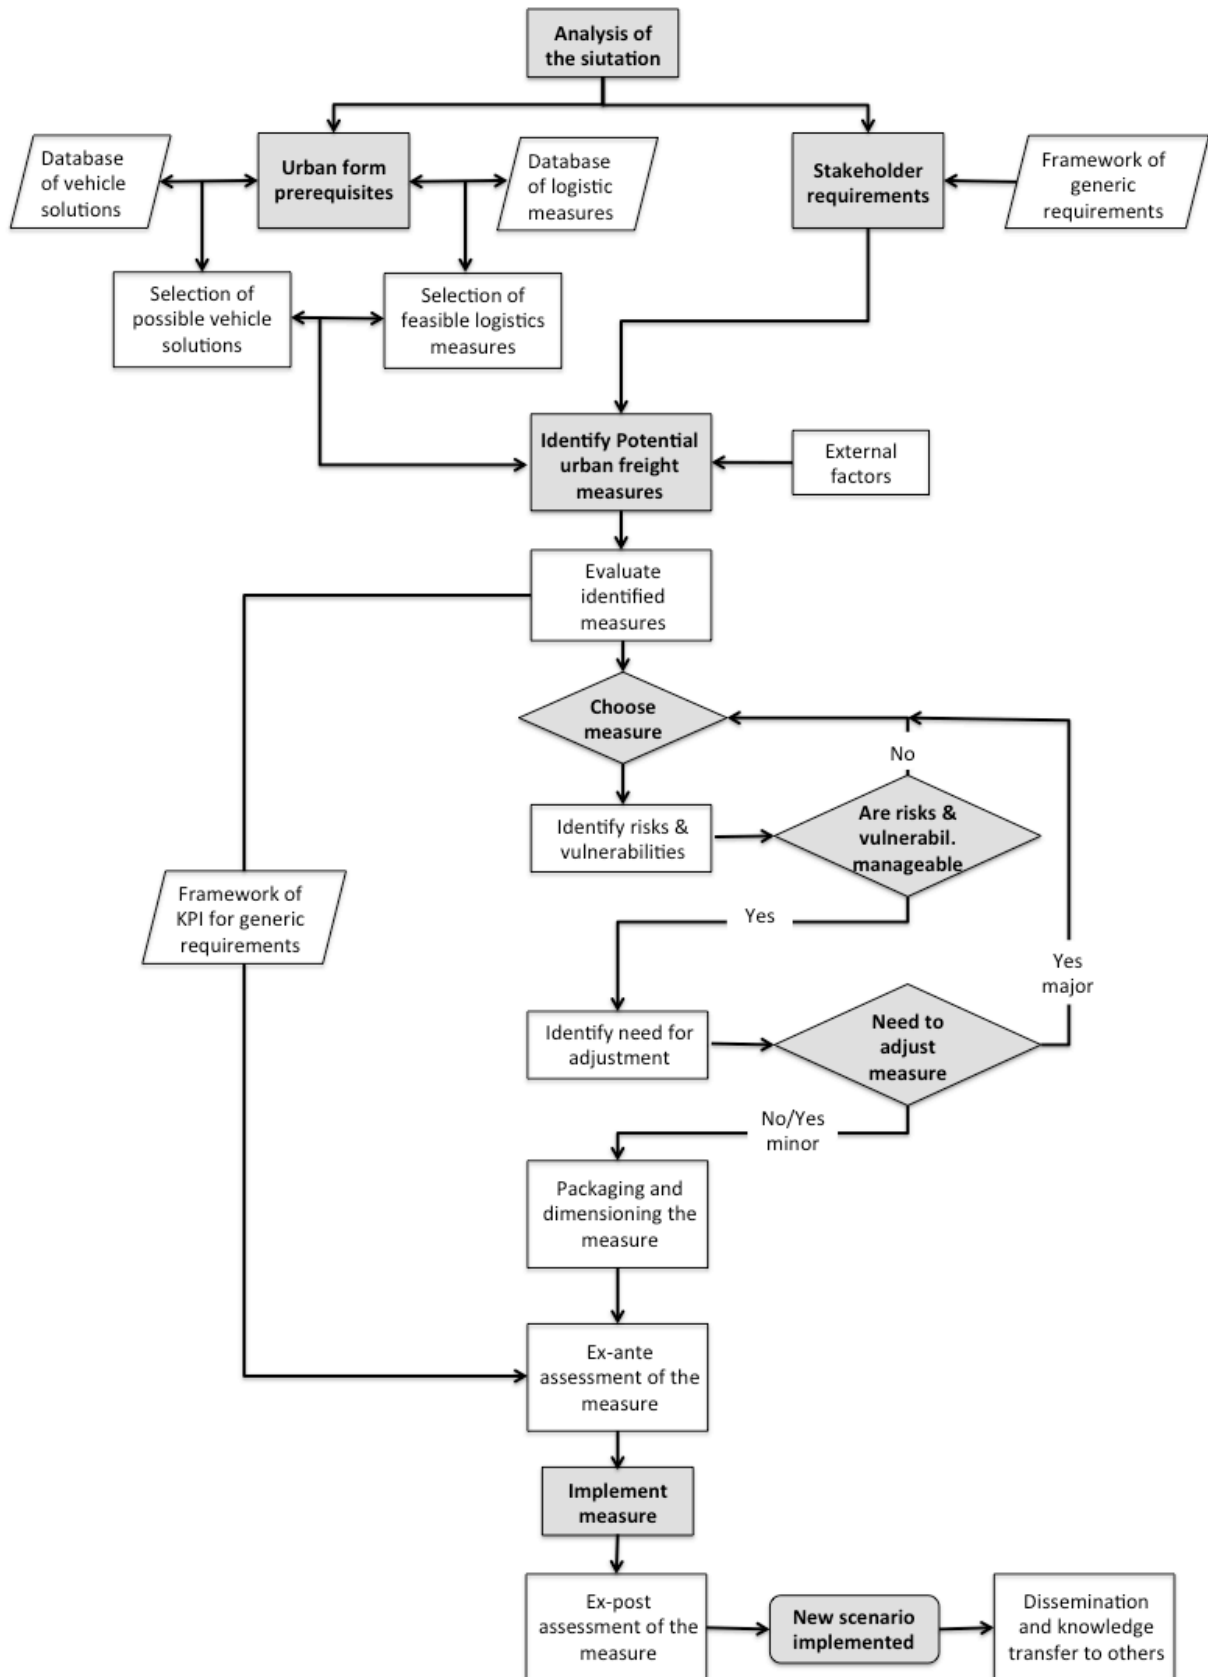 Analysis of
the siutation
Database
of vehicle
solutions
Urban form
prerequisites
Database
of logistic
measures
Stakeholder
requirements
Framework of
generic
requirements
Selection of
possible vehicle
solutions
Selection of
feasible logistics
measures
Identify Potential
urban freight
measures
External
factors
Evaluate
identified
measures
Choose
measure
No
Identify risks &
vulnerabilities
Are risks &
vulnerabil.
manageable
Framework of
KPI for generic
requirements
Yes
Yes
major
Identify need for
adjustment
Need to
adjust
measure
No/Yes
minor
Packaging and
dimensioning the
measure
Ex-ante
assessment of the
measure
Implement
measure
Ex-post
assessment of the
measure
New scenario
implemented
Dissemination
and knowledge
transfer to others